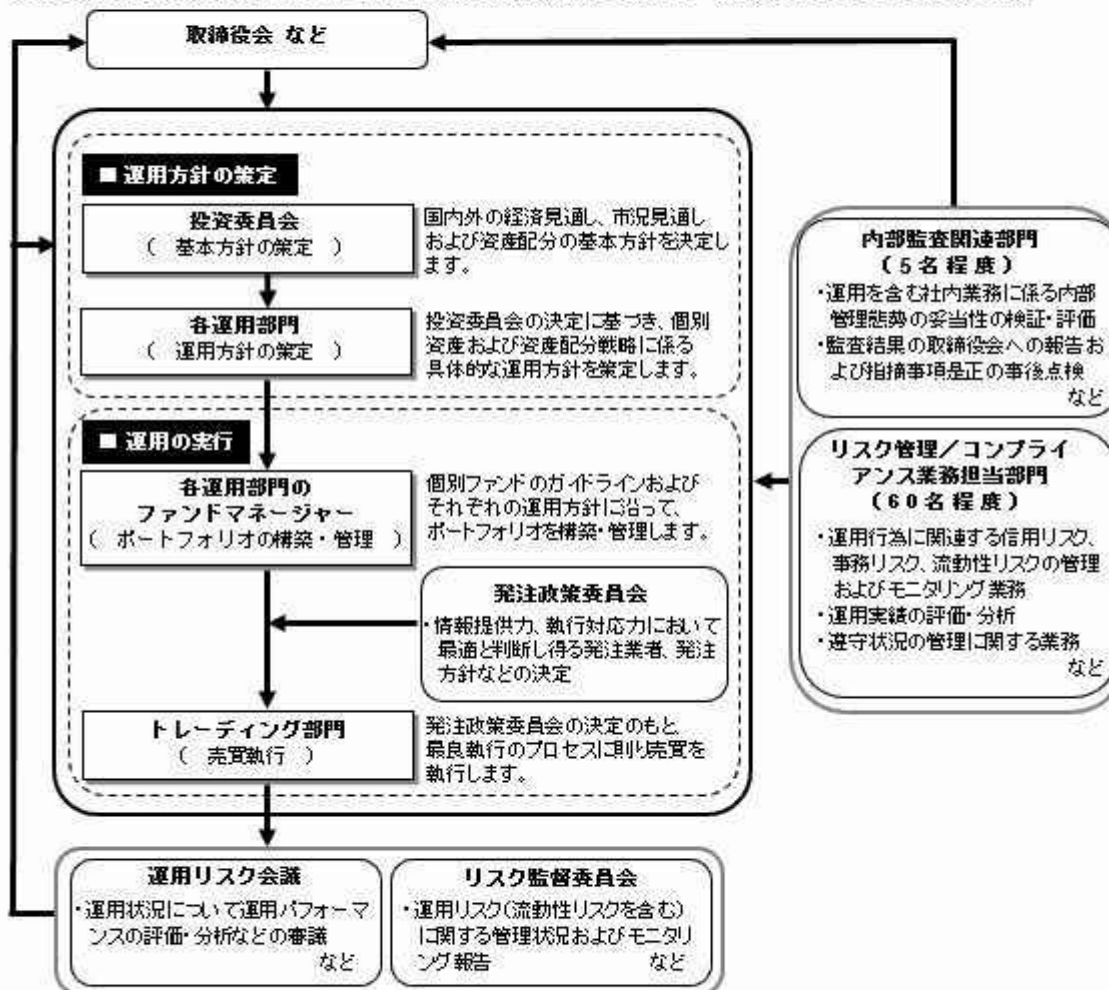 取締役会 など
■ 運用方針の策定
投資委員会
( 基本方針の策定 )
国内外の経済見通し、市況見通し
および資産配分の基本方針を決定し
ます。
各運用部門
( 運用方針の策定 )
投資委員会の決定に基づき、個別
資産および資産配分戦略に係る
具体的な運用方針を策定します。
■ 運用の実行
各運用部門の
ファンドマネージャー
( ポートフォリオの構築・管理 )
個別ファンドのガイドラインおよび
それぞれの運用方針に沿って、
ポートフォリオを構築・管理します。
発注政策委員会
・情報提供力、執行対応力において
最適と判断し得る発注業者、発注
方針などの決定
トレーディング部門
( 売買執行 )
発注政策委員会の決定のもと、
最良執行のプロセスに則り売買を
執行します。
内部監査関連部門
(5名程度)
・運用を含む社内業務に係る内部
管理態勢の妥当性の検証・評価
・監査結果の取締役会への報告お
よび指摘事項是正の事後点検
など
リスク管理/コンプライ
アンス業務担当部門
(60名程度)
・運用行為に関連する信用リスク、
事務リスク、流動性リスクの管理
およびモニタリング業務
・運用実績の評価・分析
・遵守状況の管理に関する業務
など
運用リスク会議
・運用状況について運用パフォーマ
ンスの評価・分析などの審議
など
リスク監督委員会
・運用リスク(流動性リスクを含む)
に関する管理状況およびモニタリ
ング報告 など